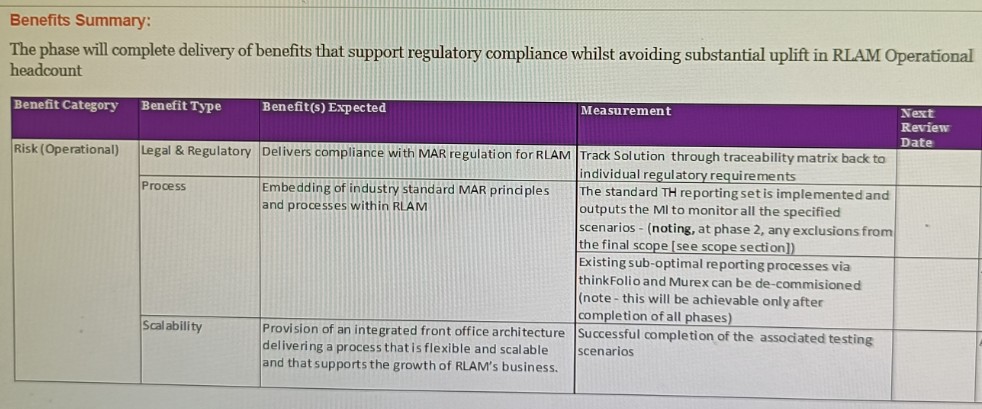 Benefits Summary:
The phase will complete delivery of benefits that support regulatory compliance whilst avoiding substantial uplift in RLAM Operational
headcount
Benefit Category
Benefit Type
Benefit(s) Expected
Measurement
Next
Review
Date
Risk (Operational)
Legal & Regulatory
Delivers compliance with MAR regulation for RLAM
Track Solution through traceability matrix back to
individual regulatory requirements
Process
Embedding of industry standard MAR principles
and processes within RLAM
The standard TH reporting set is implemented and
outputs the MI to monitor all the specified
scenarios - (noting, at phase 2, any exclusions from
the final scope [see scope section])
Existing sub-optimal reporting processes via
thinkFolio and Murex can be de-commisioned
(note - this will be achievable only after
completion of all phases)
Scalability
Provision of an integrated front office architecture
delivering a process that is flexible and scalable
and that supports the growth of RLAM's business.
Successful completion of the associated testing
scenarios